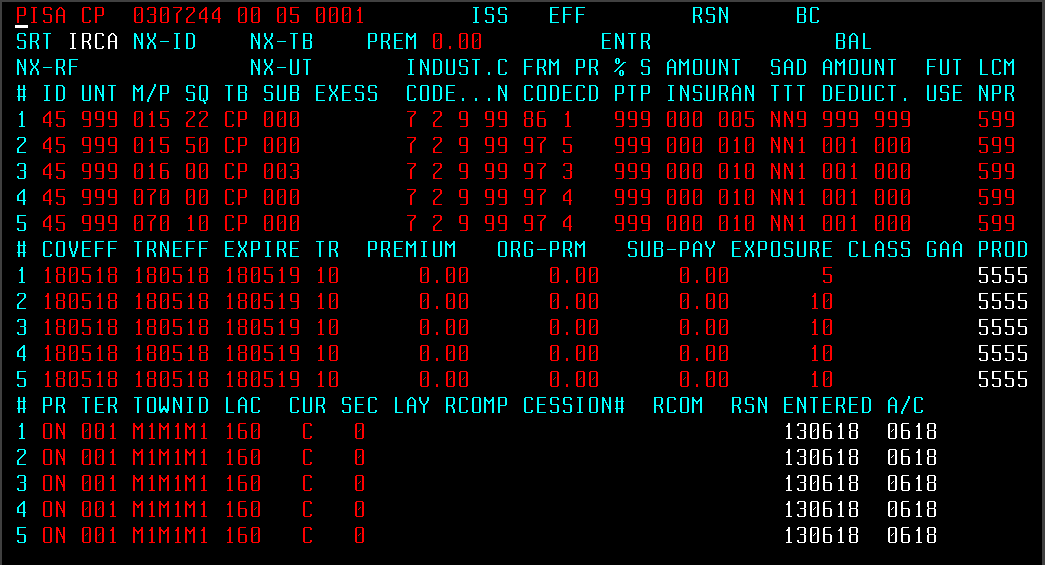 PISA CP  0307244 00 05 0001        ISS   EFF        RSN     BC
SRT IRCA NX-ID    NX-TB    PREM 0.00         ENTR              BAL
NX-RF             NX-UT       INDUST.C FRM PR % S AMOUNT  SAD AMOUNT  FUT LCM
# ID UNT M/P SQ TB SUB EXESS  CODE...N CODECD PTP INSURAN TTT DEDUCT. USE NPR
1 45 999 015 22 CP 000        7 2 9 99 86 1   999 000 005 NN9 999 999     599
2 45 999 015 50 CP 000        7 2 9 99 97 5   999 000 010 NN1 001 000     599
3 45 999 016 00 CP 003        7 2 9 99 97 3   999 000 010 NN1 001 000     599
4 45 999 070 00 CP 000        7 2 9 99 97 4   999 000 010 NN1 001 000     599
5 45 999 070 10 CP 000        7 2 9 99 97 4   999 000 010 NN1 001 000     599
# COVEFF TRNEFF EXPIRE TR  PREMIUM   ORG-PRM   SUB-PAY EXPOSURE CLASS GAA PROD
1 180518 180518 180519 10      0.00      0.00      0.00       5           5555
2 180518 180518 180519 10      0.00      0.00      0.00      10           5555
3 180518 180518 180519 10      0.00      0.00      0.00      10           5555
4 180518 180518 180519 10      0.00      0.00      0.00      10           5555
5 180518 180518 180519 10      0.00      0.00      0.00      10           5555
# PR TER TOWNID LAC  CUR SEC LAY RCOMP CESSION#  RCOM  RSN ENTERED A/C
1 ON 001 M1M1M1 160   C   0                                130618  0618
2 ON 001 M1M1M1 160   C   0                                130618  0618
3 ON 001 M1M1M1 160   C   0                                130618  0618
4 ON 001 M1M1M1 160   C   0                                130618  0618
5 ON 001 M1M1M1 160   C   0                                130618  0618